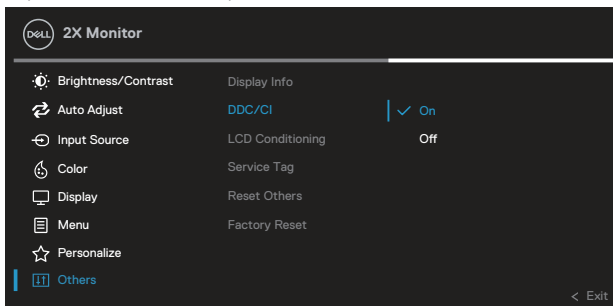 DELL 2X Monitor
Brightness/Contrast Display Info
Auto Adjust DDC/CI On
Input Source LCD Conditioning Off
Color Service Tag
Display Reset Others
Menu Factory Reset
Personalize
Others
< Exit